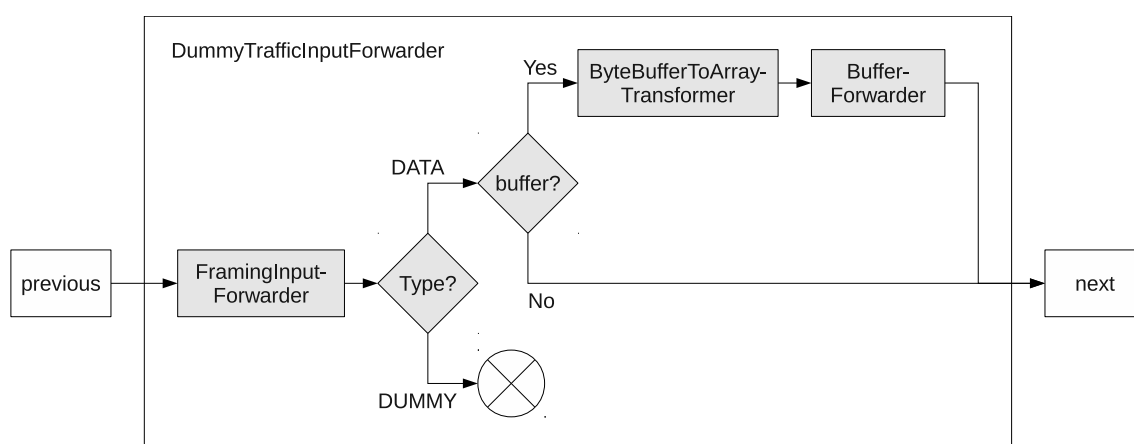 DummyTrafficInputForwarder
Yes
ByteBufferToArray-
Transformer
Buffer-
Forwarder
DATA
buffer?
previous
FramingInput-
Forwarder
Type?
No
next
DUMMY